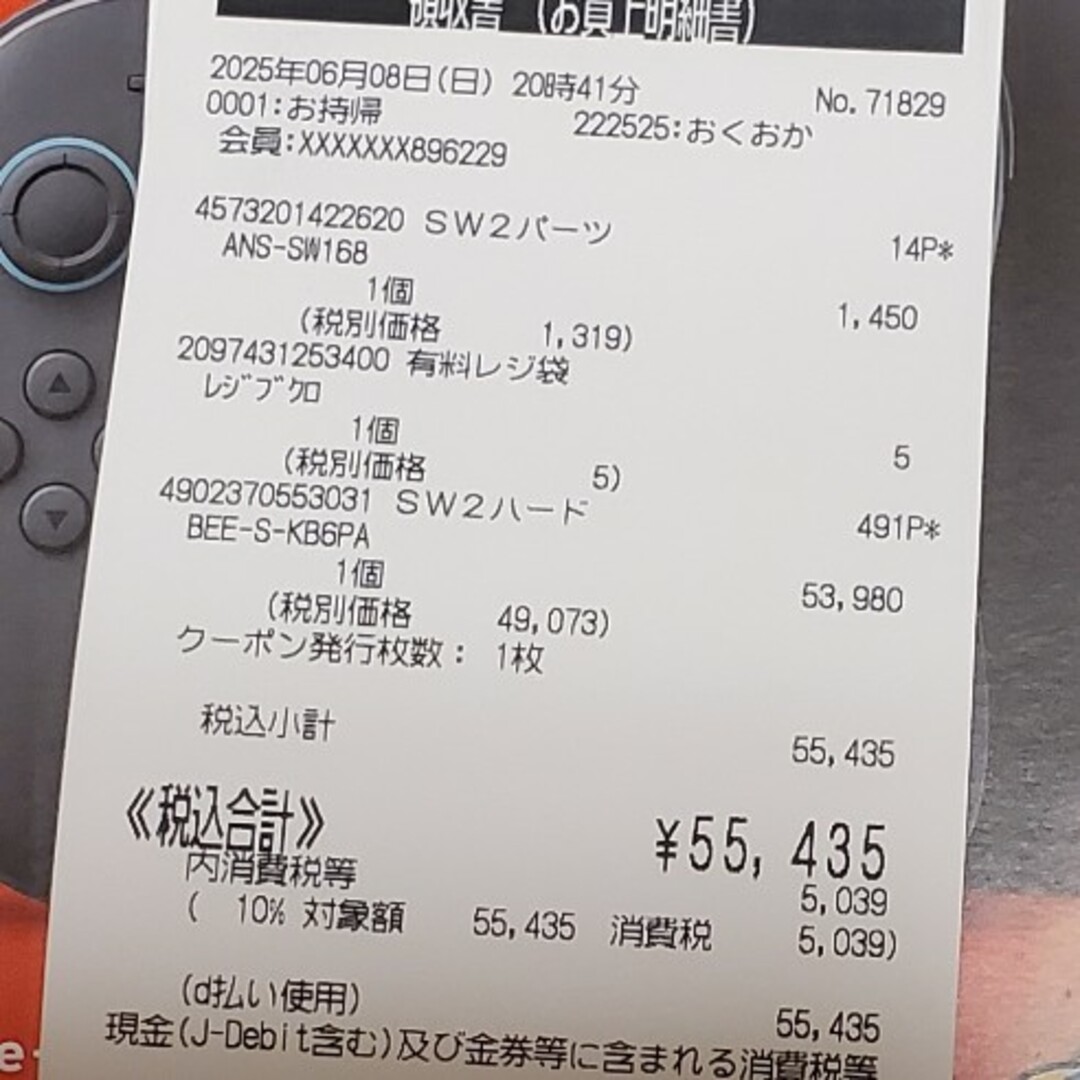 領収書 (お買上明細書)
2025年06月08日(日) 20時41分 No.71829
0001:お持帰 222525:おくおか
会員:XXXXXXX896229
4573201422620 SW2パーツ 14P*
ANS-SW168
1個 1,450
(税別価格 1,319)
2097431253400 有料レジ袋
レジブクロ
1個 5
(税別価格 5)
4902370553031 SW2ハード 491P*
BEE-S-KB6PA
1個 53,980
(税別価格 49,073)
クーポン発行枚数: 1枚
税込小計 55,435
《税込合計》 ¥55,435
内消費税等 5,039
( 10% 対象額 55,435 消費税 5,039)
(d払い使用) 55,435
現金(J-Debit含む)及び金券等に含まれる消費税等